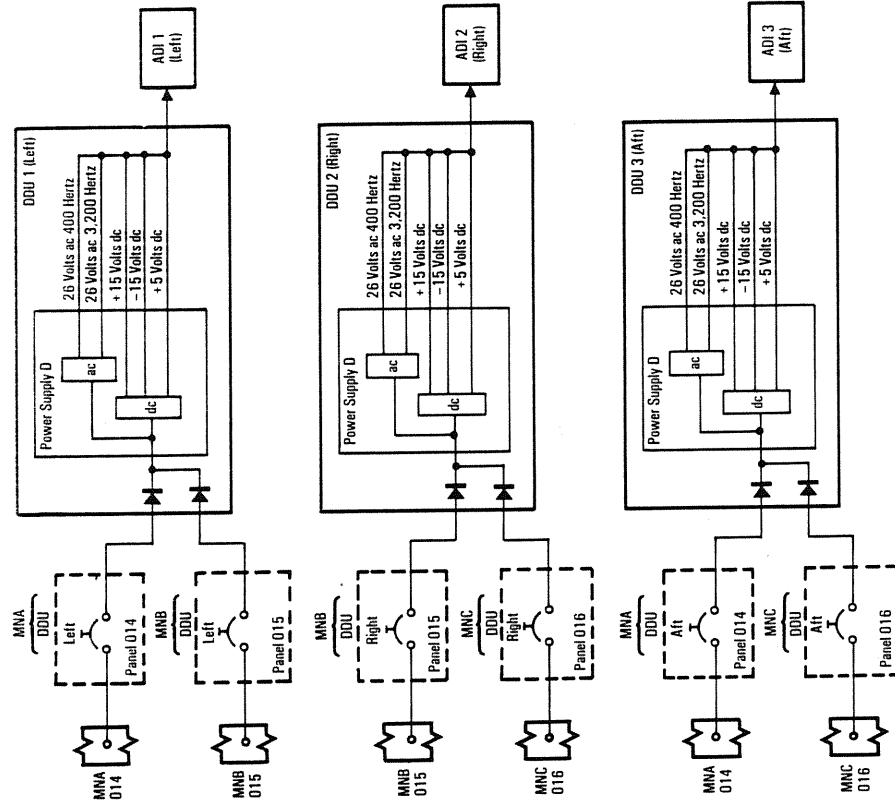 ADI 1
(Left)
DDU 1 (Left)
26 Volts ac 400 Hertz
26 Volts ac 3,200 Hertz
+ 15 Volts dc
− 15 Volts dc
+ 5 Volts dc
Power Supply D
ac
dc
MNA
DDU
Left
Panel 014
MNB
DDU
Left
Panel 015
MNA
014
MNB
015
ADI 2
(Right)
DDU 2 (Right)
26 Volts ac 400 Hertz
26 Volts ac 3,200 Hertz
+ 15 Volts dc
− 15 Volts dc
+ 5 Volts dc
Power Supply D
ac
dc
MNB
DDU
Right
Panel 015
MNC
DDU
Right
Panel 016
MNB
015
MNC
016
ADI 3
(Aft)
DDU 3 (Aft)
26 Volts ac 400 Hertz
26 Volts ac 3,200 Hertz
+ 15 Volts dc
− 15 Volts dc
+ 5 Volts dc
Power Supply D
ac
dc
MNA
DDU
Aft
Panel 014
MNC
DDU
Aft
Panel 016
MNA
014
MNC
016